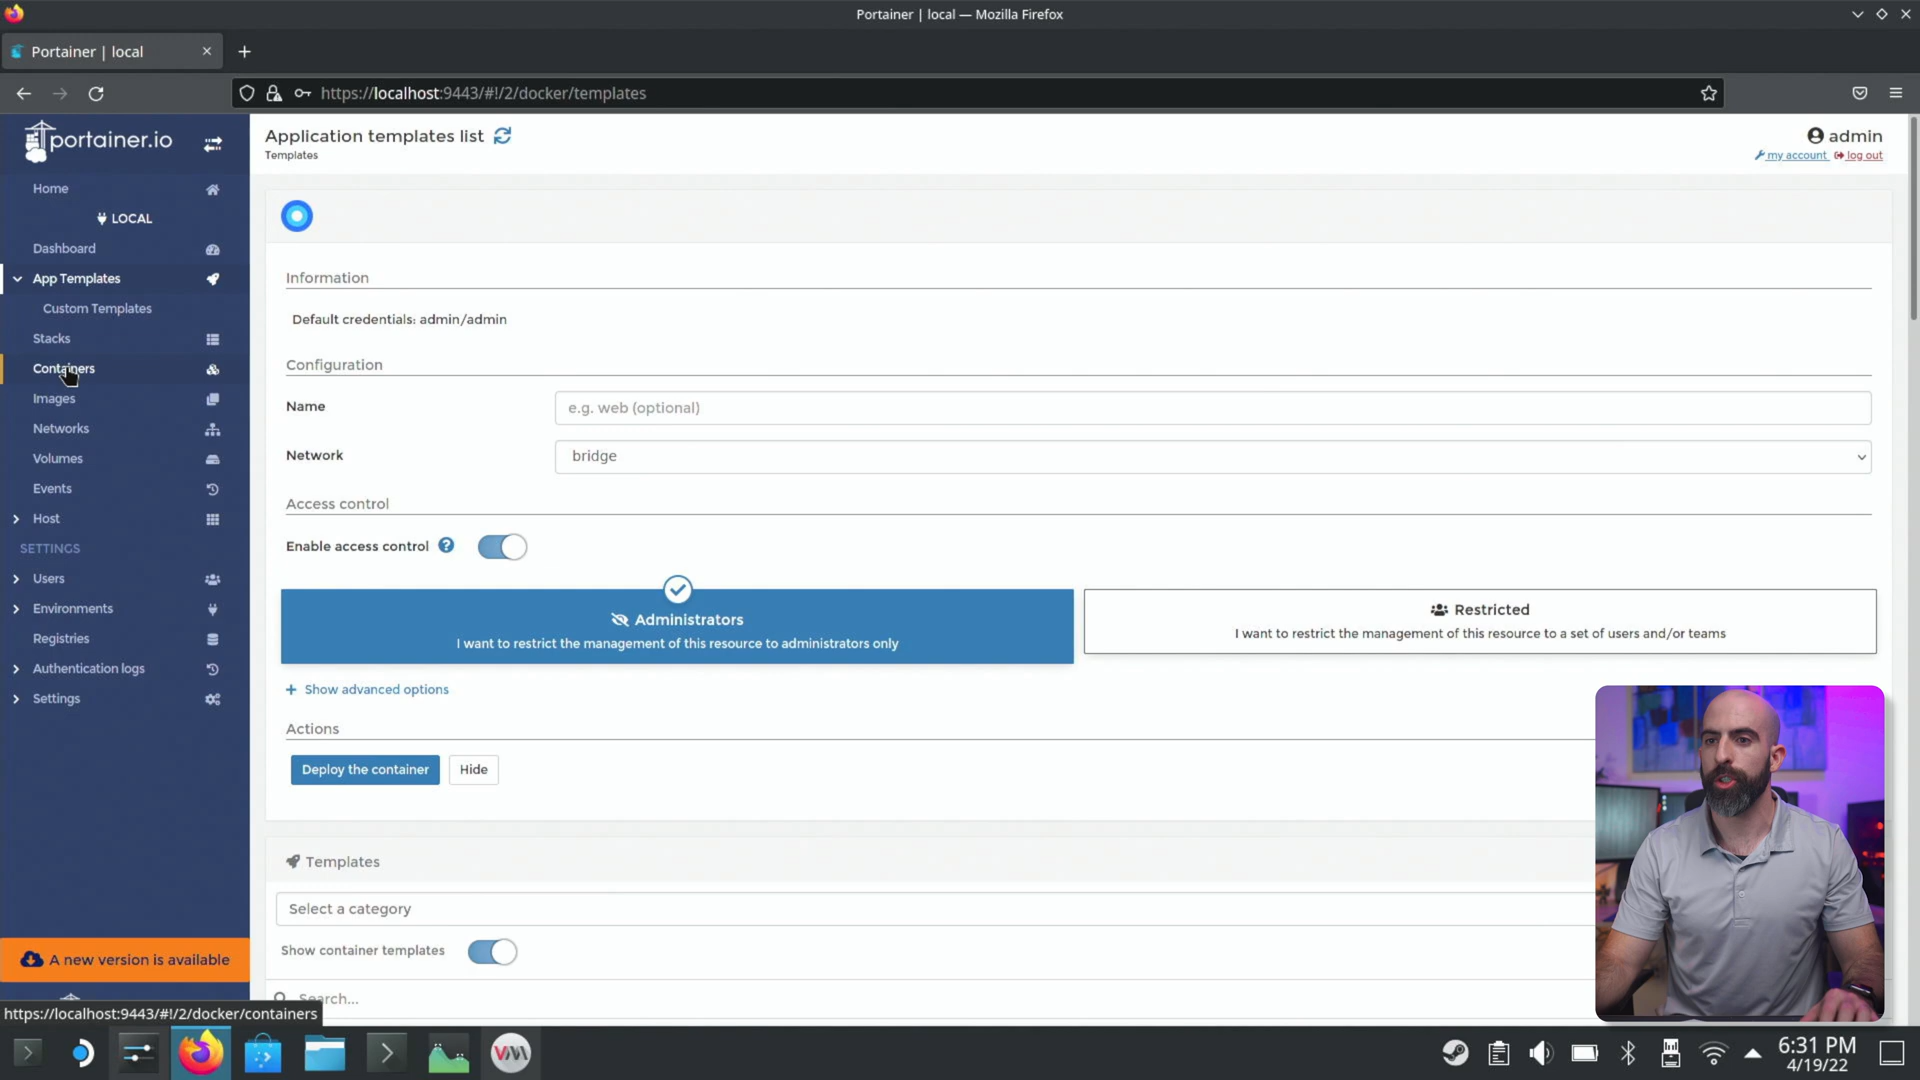 Portainer | local — Mozilla Firefox
Portainer | local
https://localhost:9443/#!/2/docker/templates
portainer.io
Home
LOCAL
Dashboard
App Templates
Custom Templates
Stacks
Containers
Images
Networks
Volumes
Events
Host
SETTINGS
Users
Environments
Registries
Authentication logs
Settings
A new version is available
https://localhost:9443/#!/2/docker/containers
Application templates list
Templates
admin
my account log out
Information
Default credentials: admin/admin
Configuration
Name e.g. web (optional)
Network bridge
Access control
Enable access control
Administrators
I want to restrict the management of this resource to administrators only
Restricted
I want to restrict the management of this resource to a set of users and/or teams
+ Show advanced options
Actions
Deploy the container Hide
Templates
Select a category
Show container templates
Search...
6:31 PM
4/19/22